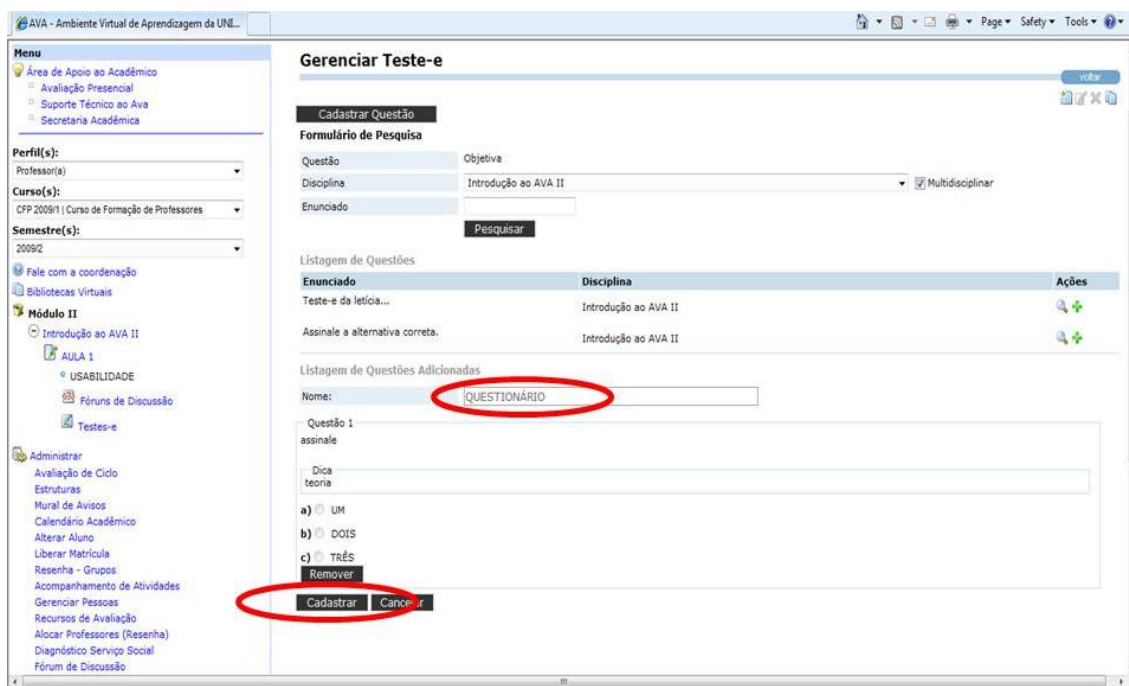 AVA - Ambiente Virtual de Aprendizagem da UNI...
Page Safety Tools
Menu
Área de Apoio ao Acadêmico
Avaliação Presencial
Suporte Técnico ao Ava
Secretaria Acadêmica
Perfil(s):
Professor(a)
Curso(s):
CFP 2009/1 | Curso de Formação de Professores
Semestre(s):
2009/2
Fale com a coordenação
Bibliotecas Virtuais
Módulo II
Introdução ao AVA II
AULA 1
USABILIDADE
Fóruns de Discussão
Testes-e
Administrar
Avaliação de Ciclo
Estruturas
Mural de Avisos
Calendário Acadêmico
Alterar Aluno
Liberar Matrícula
Resenha - Grupos
Acompanhamento de Atividades
Gerenciar Pessoas
Recursos de Avaliação
Alocar Professores (Resenha)
Diagnóstico Serviço Social
Fórum de Discussão
Gerenciar Teste-e
voltar
Cadastrar Questão
Formulário de Pesquisa
Questão Objetiva
Disciplina Introdução ao AVA II Multidisciplinar
Enunciado
Pesquisar
Listagem de Questões
Enunciado Disciplina Ações
Teste-e da letícia... Introdução ao AVA II
Assinale a alternativa correta. Introdução ao AVA II
Listagem de Questões Adicionadas
Nome: QUESTIONÁRIO
Questão 1
assinale
Dica
teoria
a) UM
b) DOIS
c) TRÊS
Remover
Cadastrar Cancelar